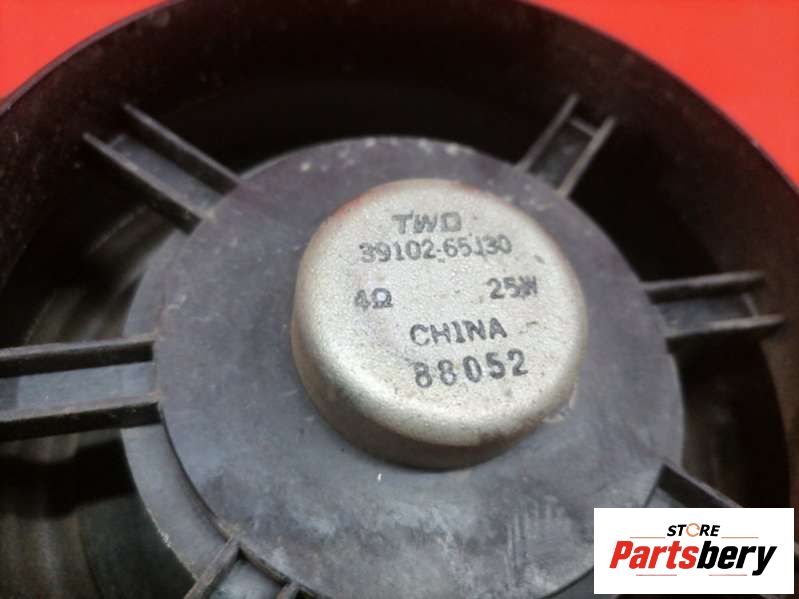 TWD
39102-65J30
4Ω 25W
CHINA
88052
STORE
Partsbery